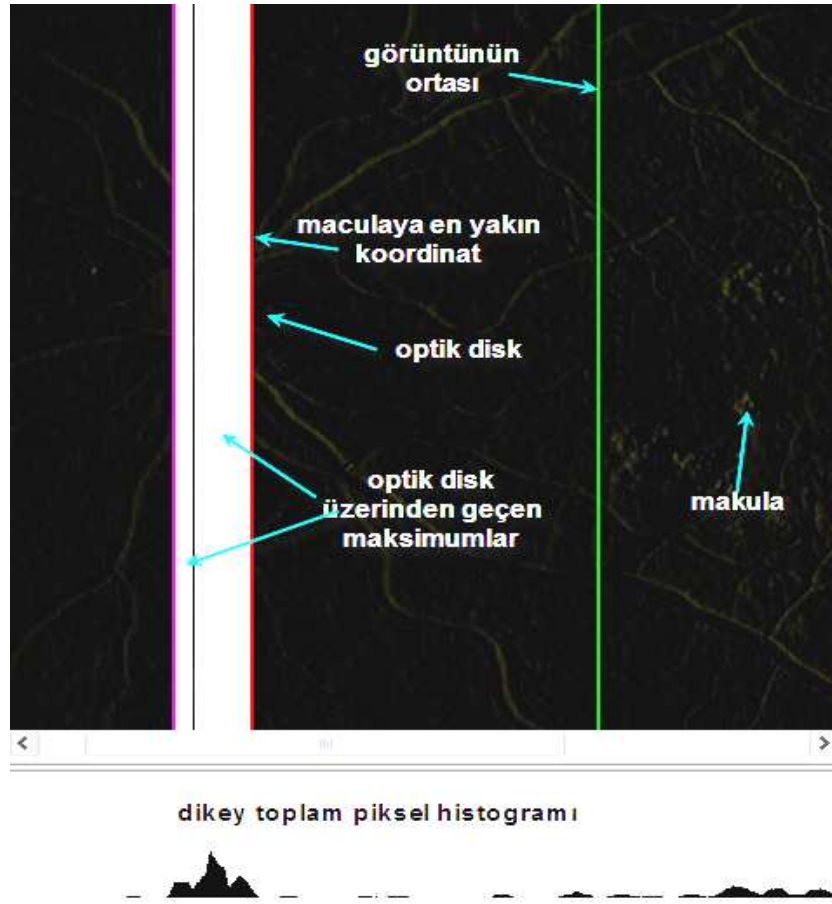 görüntünün
ortası
maculaya en yakın
koordinat
optik disk
optik disk
üzerinden geçen
maksimumlar
makula
dikey toplam piksel histogramı